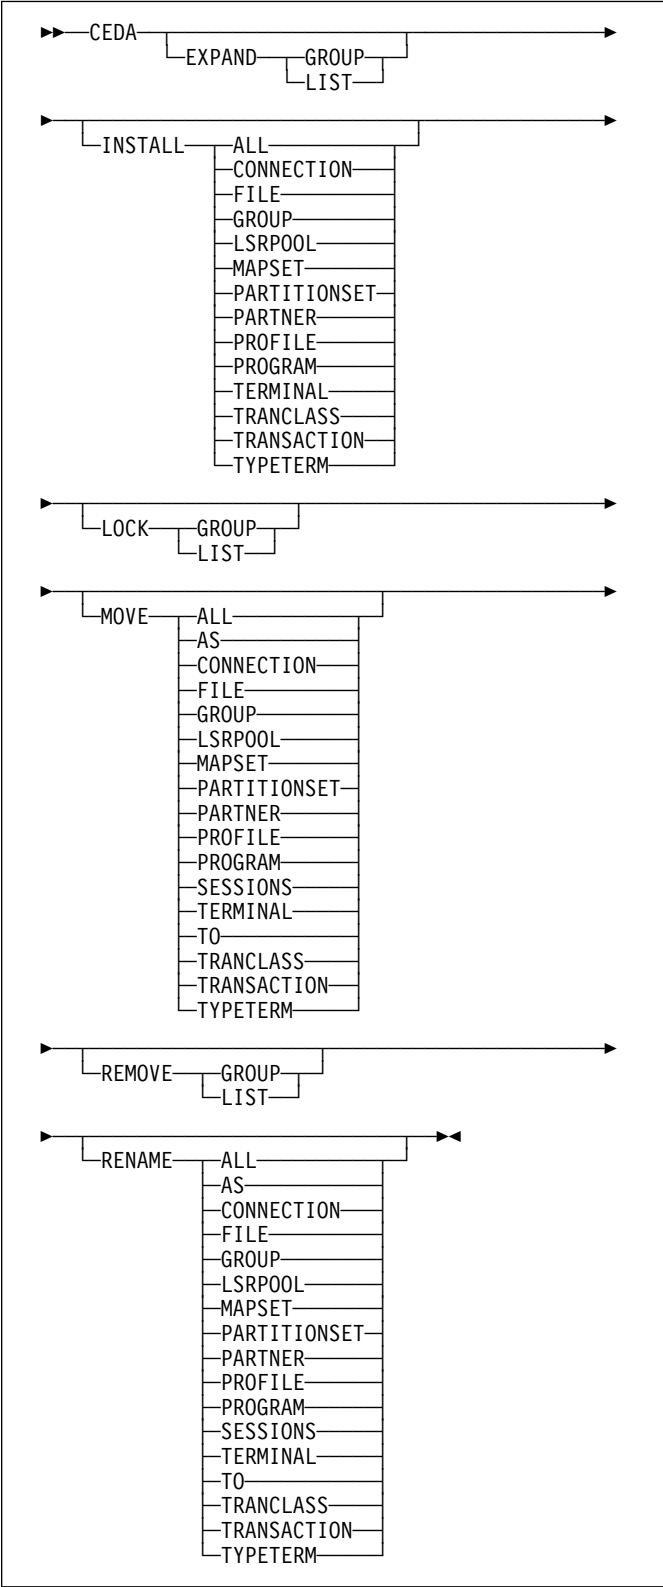 CEDA
EXPAND GROUP
LIST
INSTALL ALL
CONNECTION
FILE
GROUP
LSRPOOL
MAPSET
PARTITIONSET
PARTNER
PROFILE
PROGRAM
TERMINAL
TRANCLASS
TRANSACTION
TYPETERM
LOCK GROUP
LIST
MOVE ALL
AS
CONNECTION
FILE
GROUP
LSRPOOL
MAPSET
PARTITIONSET
PARTNER
PROFILE
PROGRAM
SESSIONS
TERMINAL
TO
TRANCLASS
TRANSACTION
TYPETERM
REMOVE GROUP
LIST
RENAME ALL
AS
CONNECTION
FILE
GROUP
LSRPOOL
MAPSET
PARTITIONSET
PARTNER
PROFILE
PROGRAM
SESSIONS
TERMINAL
TO
TRANCLASS
TRANSACTION
TYPETERM